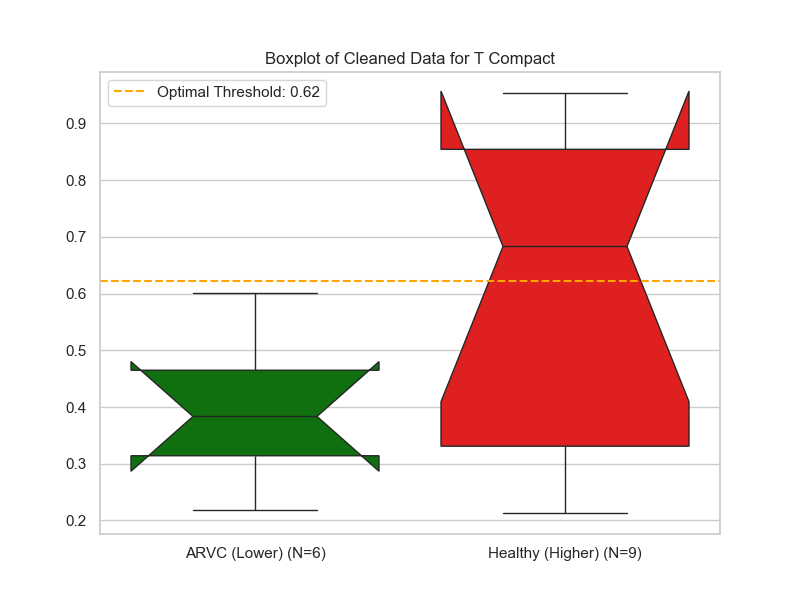 Boxplot of Cleaned Data for T Compact
Optimal Threshold: 0.62
0.9
0.8
0.7
0.6
0.5
0.4
0.3
0.2
ARVC (Lower) (N=6)
Healthy (Higher) (N=9)